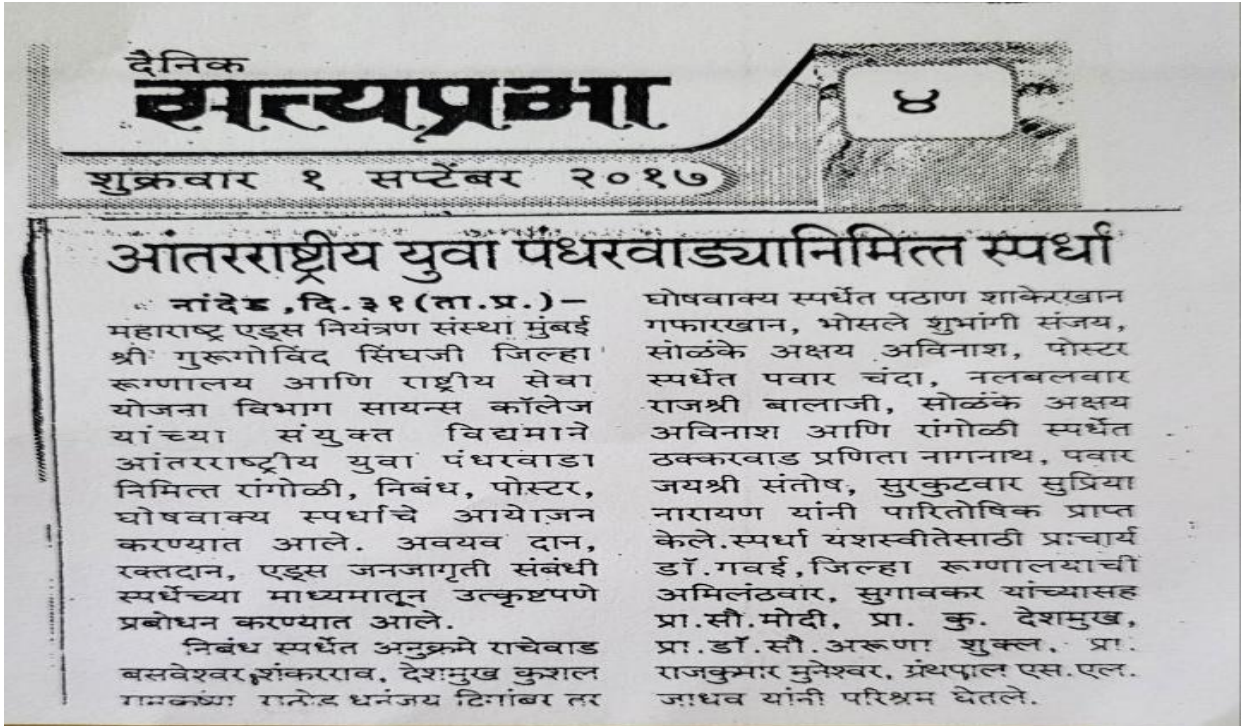 दैनिक
सत्यप्रभा
४
शुक्रवार १ सप्टेंबर २०१७
आंतरराष्ट्रीय युवा पंधरवाड्यानिमित्त स्पर्धा
नांदेड,दि.३१(ता.प्र.)–
महाराष्ट्र एड्स नियंत्रण संस्था मुंबई
श्री गुरूगोविंद सिंघजी जिल्हा
रूग्णालय आणि राष्ट्रीय सेवा
योजना विभाग सायन्स कॉलेज
यांच्या संयुक्त विद्यमाने
आंतरराष्ट्रीय युवा पंधरवाडा
निमित्त रांगोळी, निबंध, पोस्टर,
घोषवाक्य स्पर्धाचे आयोजन
करण्यात आले. अवयव दान,
रक्तदान, एड्स जनजागृती संबंधी
स्पर्धेच्या माध्यमातून उत्कृष्टपणे
प्रबोधन करण्यात आले.
निबंध स्पर्धेत अनुक्रमे राचेवाड
बसवेश्वर शंकरराव, देशमुख कुशल
रामकृष्ण राठोड धनंजय दिगांबर तर
घोषवाक्य स्पर्धेत पठाण शाकेरखान
गफारखान, भोसले शुभांगी संजय,
सोळंके अक्षय अविनाश, पोस्टर
स्पर्धेत पवार चंदा, नलबलवार
राजश्री बालाजी, सोळंके अक्षय
अविनाश आणि रांगोळी स्पर्धेत
ठक्करवाड प्रणिता नागनाथ, पवार
जयश्री संतोष, सुरकुटवार सुप्रिया
नारायण यांनी पारितोषिक प्राप्त
केले.स्पर्धा यशस्वीतेसाठी प्राचार्य
डॉ.गवई,जिल्हा रूग्णालयाची
अमिलंठवार, सुगावकर यांच्यासह
प्रा.सौ.मोदी, प्रा. कु. देशमुख,
प्रा.डॉ.सौ.अरूणा शुक्ल, प्रा.
राजकुमार मुनेश्वर, ग्रंथपाल एस.एल.
जाधव यांनी परिश्रम घेतले.